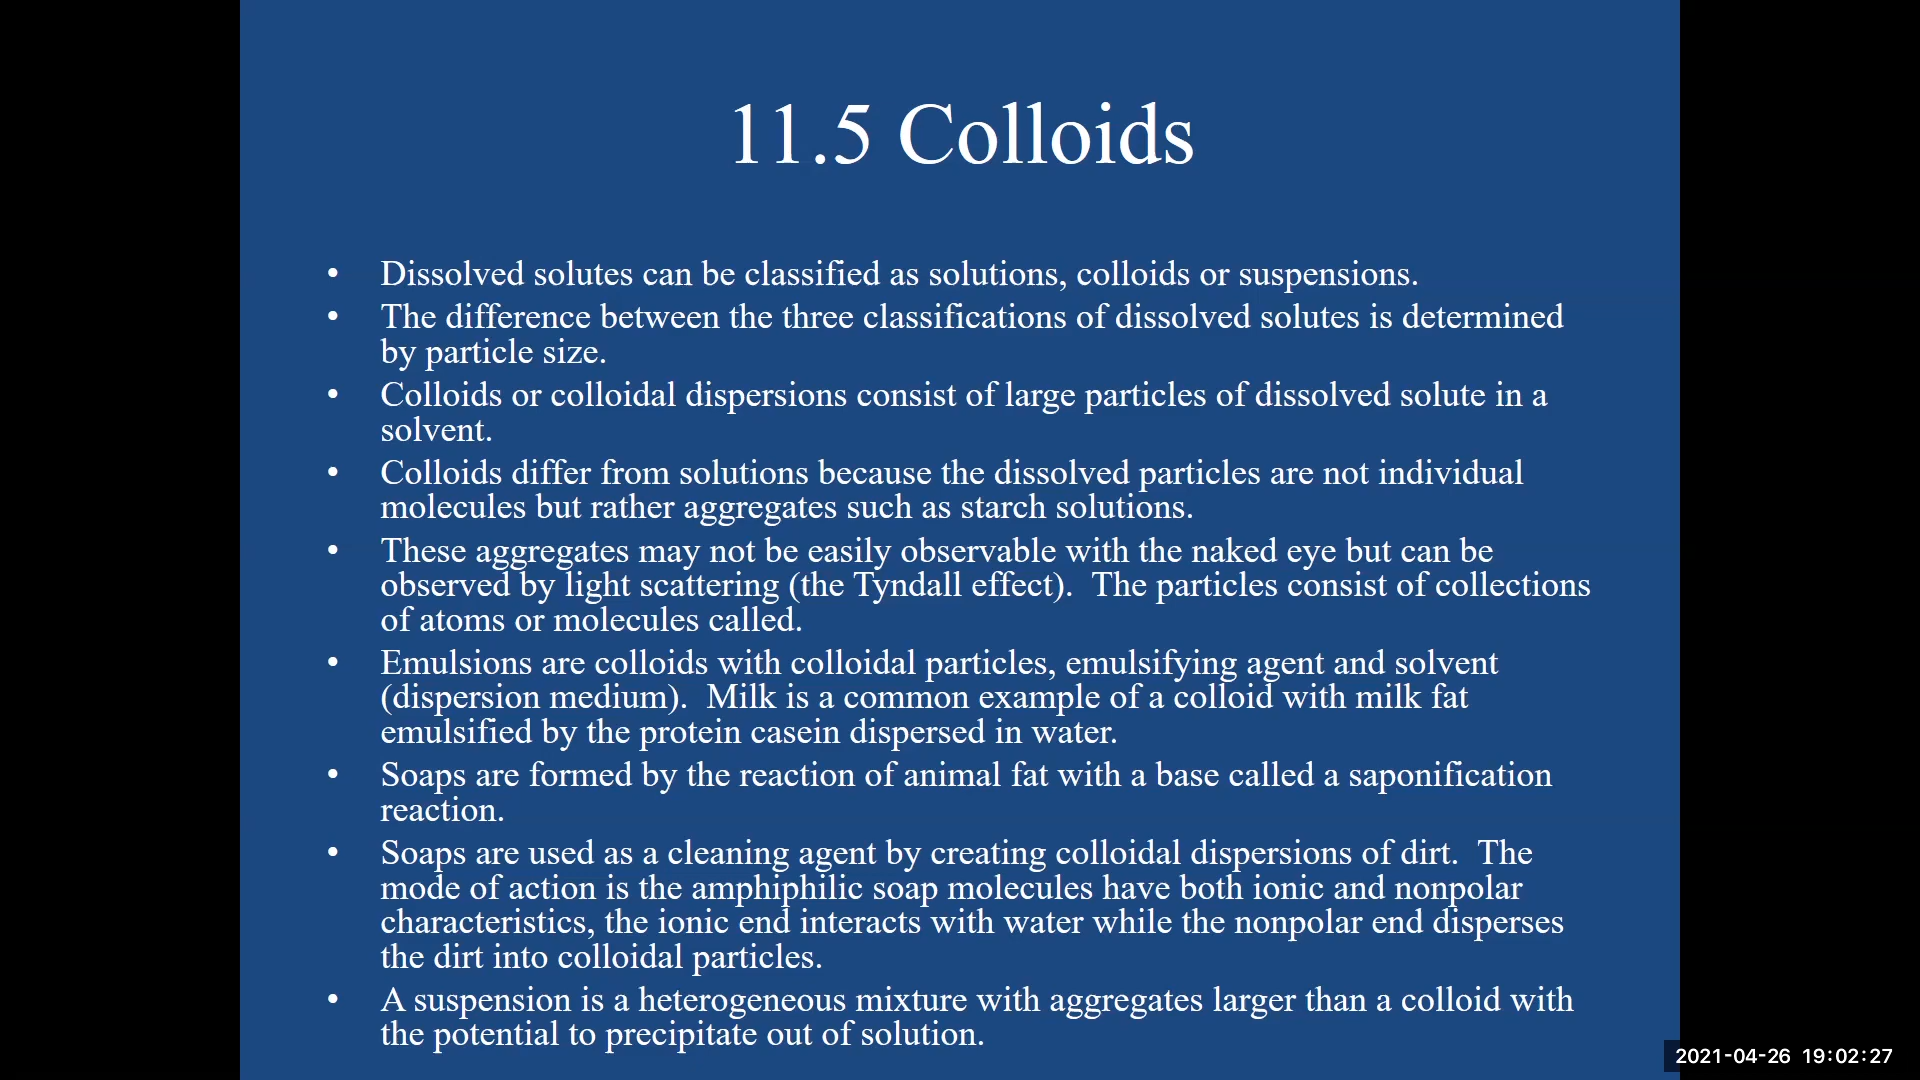 11.5 Colloids
• Dissolved solutes can be classified as solutions, colloids or suspensions.
• The difference between the three classifications of dissolved solutes is determined
by particle size.
• Colloids or colloidal dispersions consist of large particles of dissolved solute in a
solvent.
• Colloids differ from solutions because the dissolved particles are not individual
molecules but rather aggregates such as starch solutions.
• These aggregates may not be easily observable with the naked eye but can be
observed by light scattering (the Tyndall effect).  The particles consist of collections
of atoms or molecules called.
• Emulsions are colloids with colloidal particles, emulsifying agent and solvent
(dispersion medium).  Milk is a common example of a colloid with milk fat
emulsified by the protein casein dispersed in water.
• Soaps are formed by the reaction of animal fat with a base called a saponification
reaction.
• Soaps are used as a cleaning agent by creating colloidal dispersions of dirt.  The
mode of action is the amphiphilic soap molecules have both ionic and nonpolar
characteristics, the ionic end interacts with water while the nonpolar end disperses
the dirt into colloidal particles.
• A suspension is a heterogeneous mixture with aggregates larger than a colloid with
the potential to precipitate out of solution.
2021-04-26 19:02:27